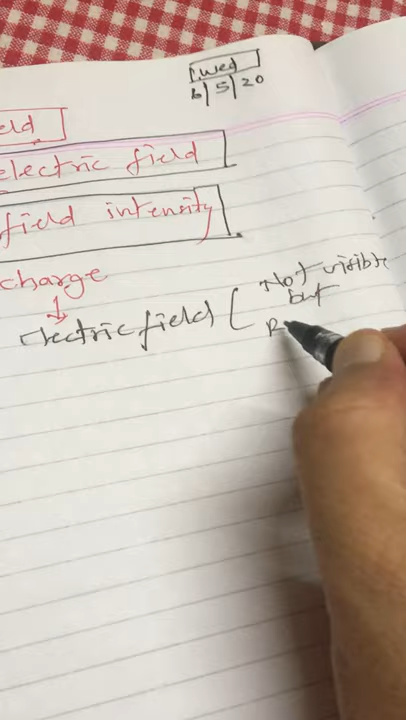 Wed
6|5|20
eld
electric field
field intensity
charge
↓
Electric field [ Not visible
but
R